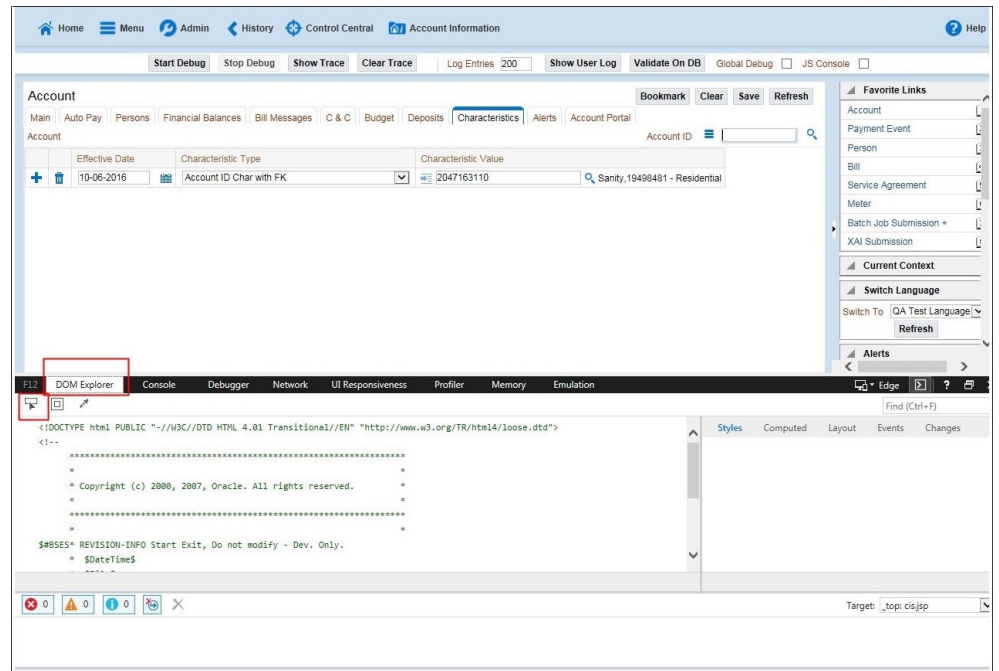 Home Menu Admin History Control Central Account Information Help
Start Debug Stop Debug Show Trace Clear Trace Log Entries 200 Show User Log Validate On DB Global Debug JS Console
Account Bookmark Clear Save Refresh
Main Auto Pay Persons Financial Balances Bill Messages C & C Budget Deposits Characteristics Alerts Account Portal
Account Account ID
Effective Date Characteristic Type Characteristic Value
10-06-2016 Account ID Char with FK 2047163110 Sanity,19498481 - Residential
Favorite Links
Account
Payment Event
Person
Bill
Service Agreement
Meter
Batch Job Submission +
XAI Submission
Current Context
Switch Language
Switch To QA Test Language
Refresh
Alerts
F12 DOM Explorer Console Debugger Network UI Responsiveness Profiler Memory Emulation Edge ?
Find (Ctrl+F)
<!DOCTYPE html PUBLIC "-//W3C//DTD HTML 4.01 Transitional//EN" "http://www.w3.org/TR/html4/loose.dtd">
<!--
* Copyright (c) 2000, 2007, Oracle. All rights reserved. *
$#BSES* REVISION-INFO Start Exit, Do not modify - Dev. Only.
* $DateTime$
Styles Computed Layout Events Changes
0 0 0
Target: _top: cis.jsp